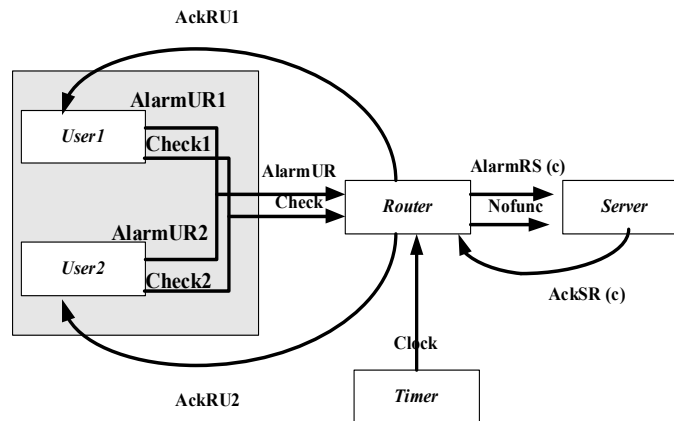 AckRU1
AlarmUR1
User1
Check1
AlarmUR
AlarmRS (c)
Check
Nofunc
Router
Server
AlarmUR2
User2
Check2
AckSR (c)
Clock
AckRU2
Timer